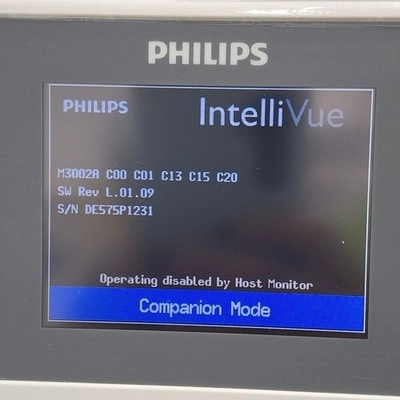 PHILIPS
PHILIPS IntelliVue
M3002A C00 C01 C13 C15 C20
SW Rev L.01.09
S/N DE575P1231
Operating disabled by Host Monitor
Companion Mode